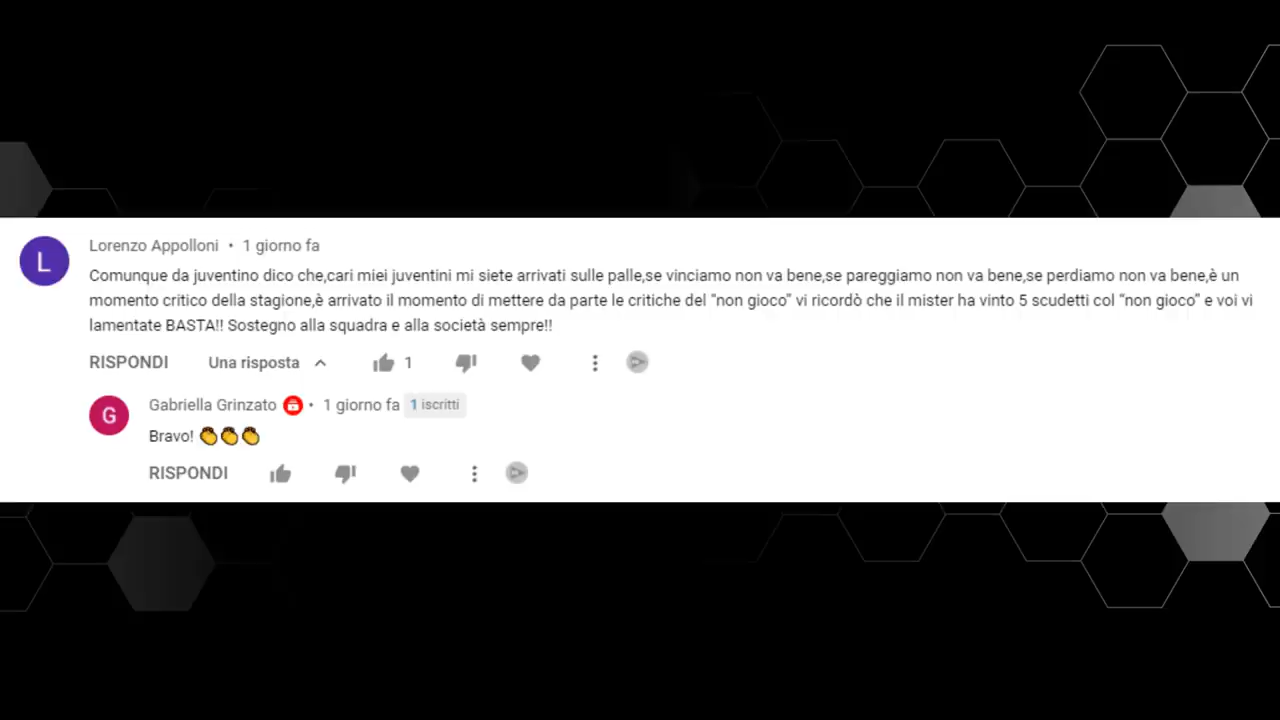 L
Lorenzo Appolloni • 1 giorno fa
Comunque da juventino dico che,cari miei juventini mi siete arrivati sulle palle,se vinciamo non va bene,se pareggiamo non va bene,se perdiamo non va bene,è un
momento critico della stagione,è arrivato il momento di mettere da parte le critiche del "non gioco" vi ricordò che il mister ha vinto 5 scudetti col "non gioco" e voi vi
lamentate BASTA!! Sostegno alla squadra e alla società sempre!!
RISPONDI Una risposta 1
G
Gabriella Grinzato • 1 giorno fa 1 iscritti
Bravo! 👏👏👏
RISPONDI